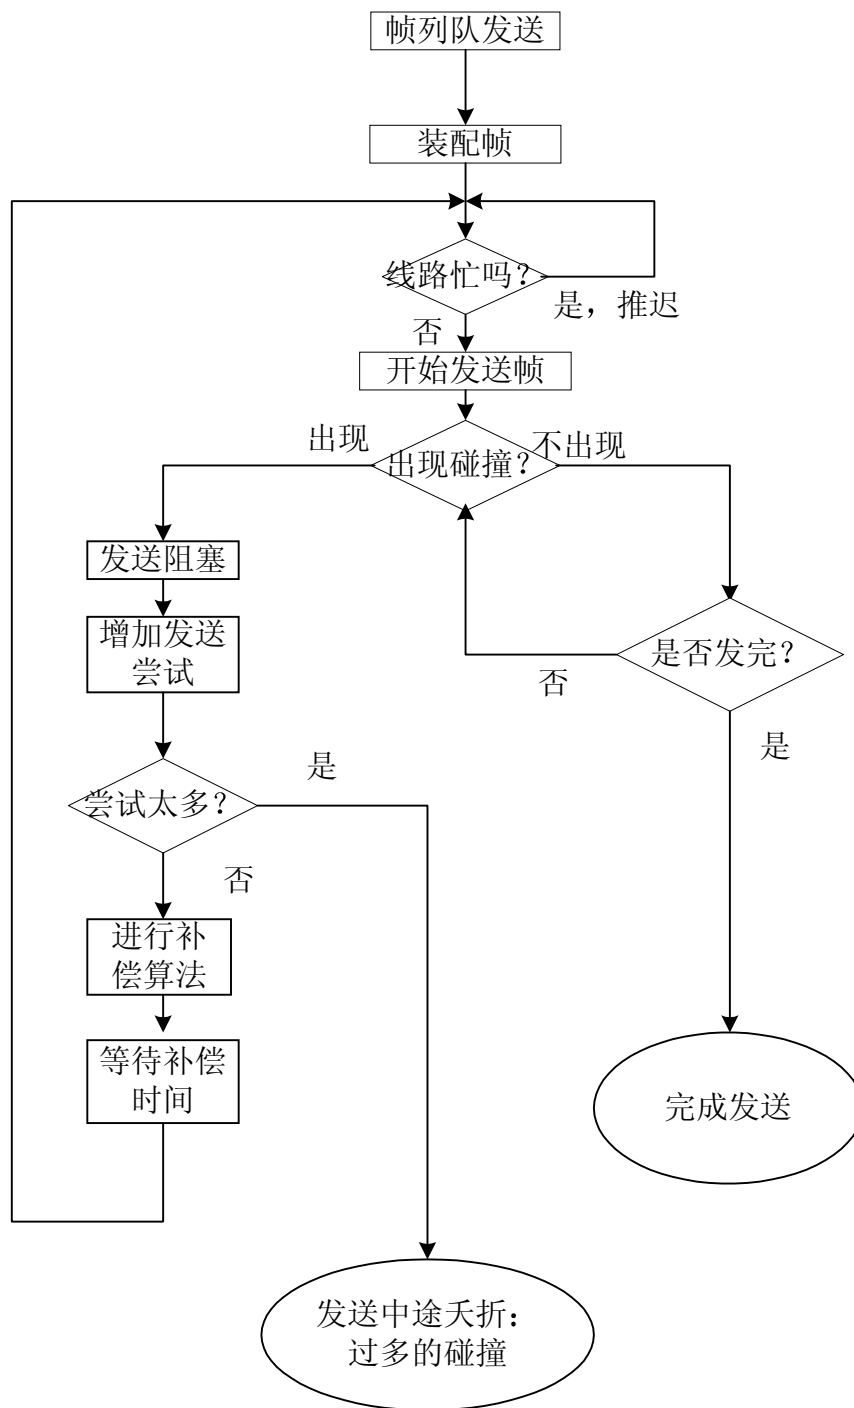 帧列队发送
装配帧
线路忙吗?
是，推迟
否
开始发送帧
出现
出现碰撞?
不出现
发送阻塞
增加发送
尝试
是否发完?
否
是
尝试太多?
是
否
进行补
偿算法
等待补偿
时间
完成发送
发送中途夭折:
过多的碰撞